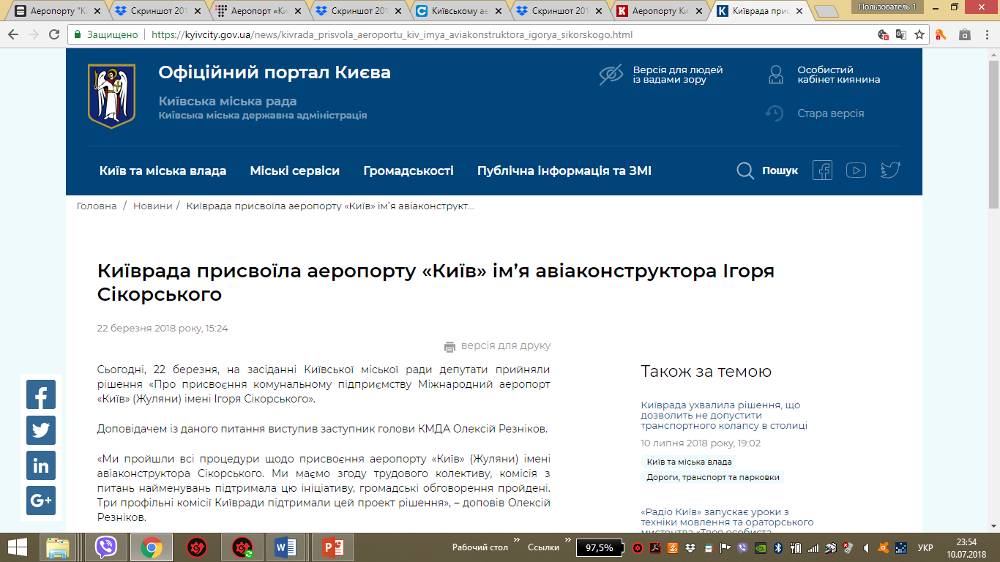 Аеропорту "К
Скриншот 201
Аеропорт «Ки
Скриншот 201
Київському ае
Скриншот 201
Аеропорту Ки
Київрада прис
Пользователь 1
Защищено
https://kyivcity.gov.ua/news/kivrada_prisvola_aeroportu_kiv_imya_aviakonstruktora_igorya_sikorskogo.html
Офіційний портал Києва
Київська міська рада
Київська міська державна адміністрація
Версія для людей
із вадами зору
Особистий
кабінет киянина
Стара версія
Київ та міська влада
Міські сервіси
Громадськості
Публічна інформація та ЗМІ
Пошук
Головна / Новини / Київрада присвоїла аеропорту «Київ» ім’я авіаконструкт...
Київрада присвоїла аеропорту «Київ» ім’я авіаконструктора Ігоря
Сікорського
22 березня 2018 року, 15:24
версія для друку
Сьогодні, 22 березня, на засіданні Київської міської ради депутати прийняли
рішення «Про присвоєння комунальному підприємству Міжнародний аеропорт
«Київ» (Жуляни) імені Ігоря Сікорського».
Доповідачем із даного питання виступив заступник голови КМДА Олексій Резніков.
«Ми пройшли всі процедури щодо присвоєння аеропорту «Київ» (Жуляни) імені
авіаконструктора Сікорського. Ми маємо згоду трудового колективу, комісія з
питань найменувань підтримала цю ініціативу, громадські обговорення пройдені.
Три профільні комісії Київради підтримали цей проект рішення», – доповів Олексій
Резніков.
Також за темою
Київрада ухвалила рішення, що
дозволить не допустити
транспортного колапсу в столиці
10 липня 2018 року, 19:02
Київ та міська влада
Дороги, транспорт та парковки
«Радіо Київ» запускає уроки з
техніки мовлення та ораторського
мистецтва «Твоя особиста
Рабочий стол
Ссылки
97,5%
УКР
23:54
10.07.2018